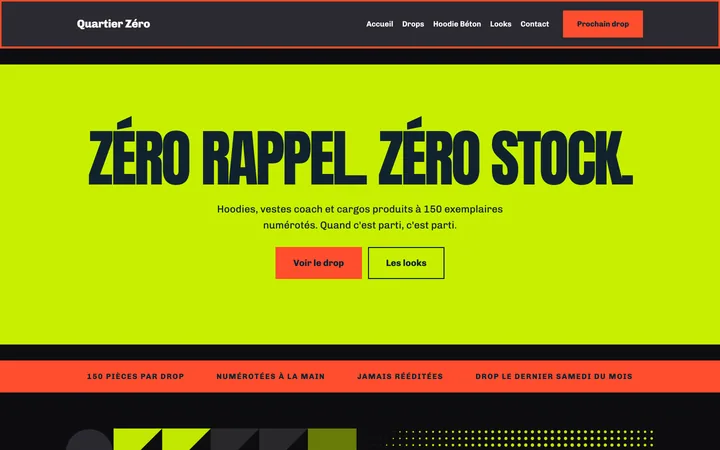 Quartier Zéro
Accueil Drops Hoodie Béton Looks Contact Prochain drop
ZÉRO RAPPEL. ZÉRO STOCK.
Hoodies, vestes coach et cargos produits à 150 exemplaires
numérotés. Quand c'est parti, c'est parti.
Voir le drop Les looks
150 PIÈCES PAR DROP NUMÉROTÉES À LA MAIN JAMAIS RÉÉDITÉES DROP LE DERNIER SAMEDI DU MOIS